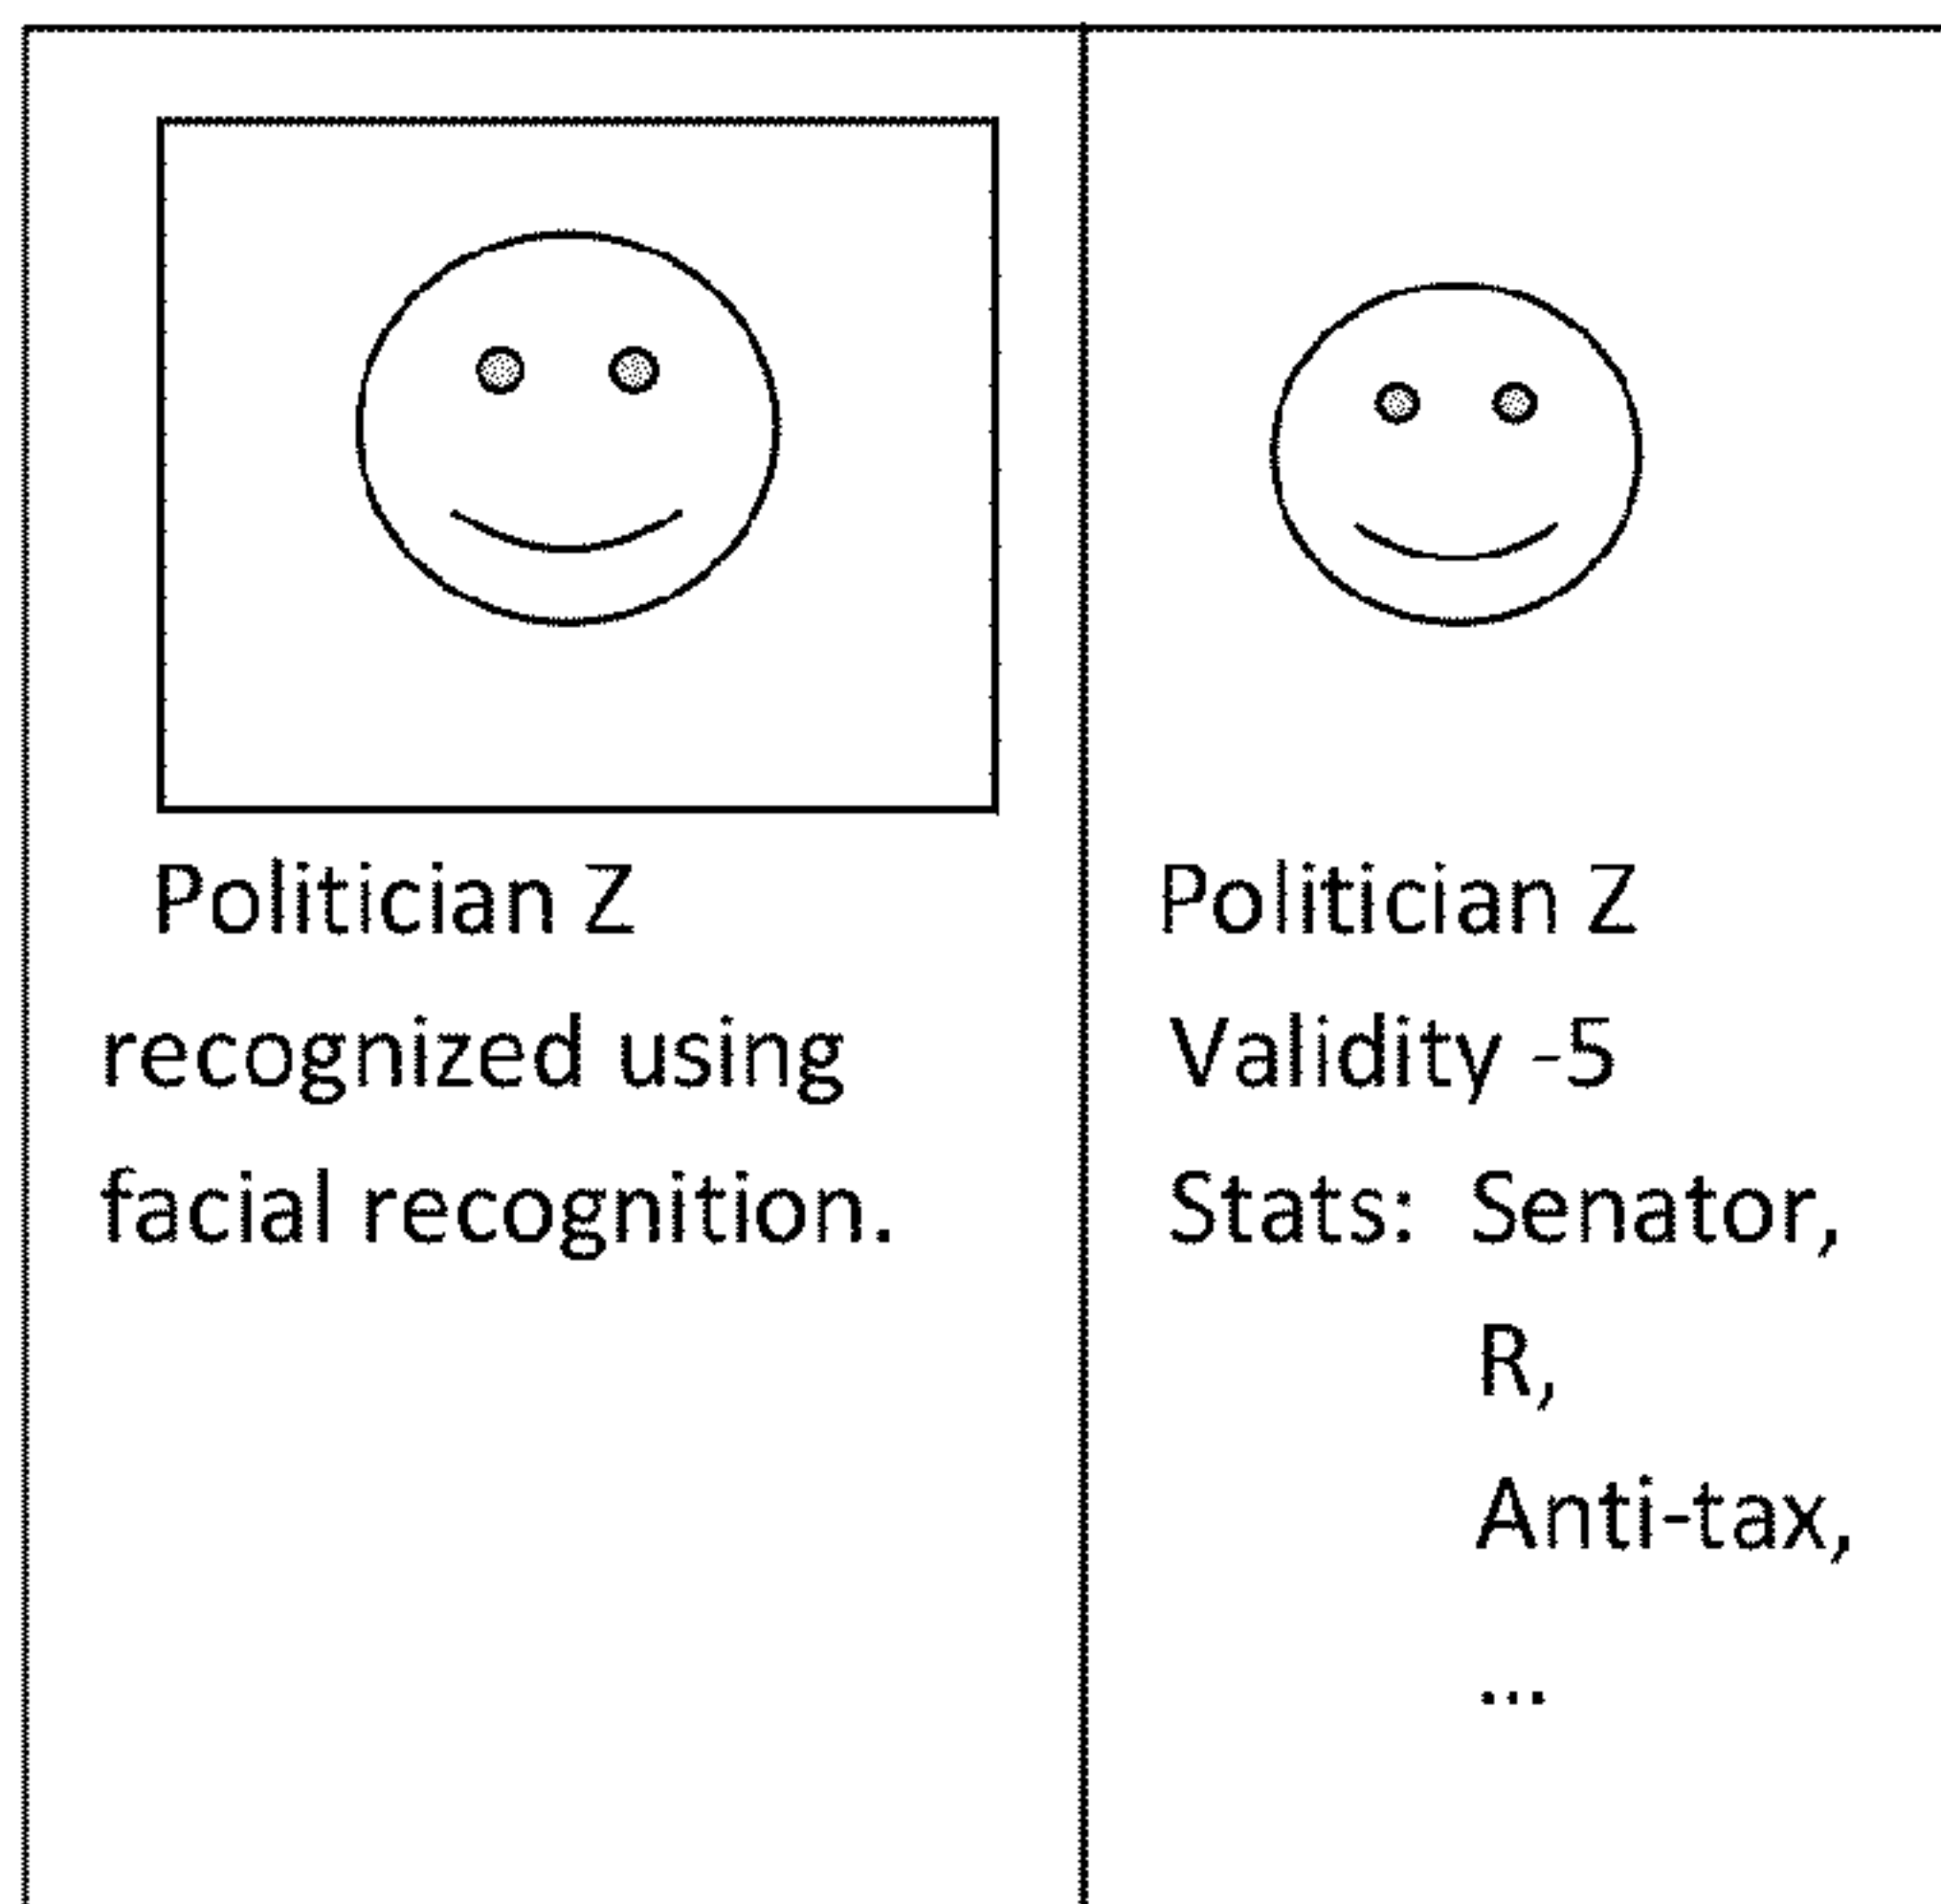 Politician Z
recognized using
facial recognition.
Politician Z
Validity -5
Stats: Senator,
R,
Anti-tax,
...